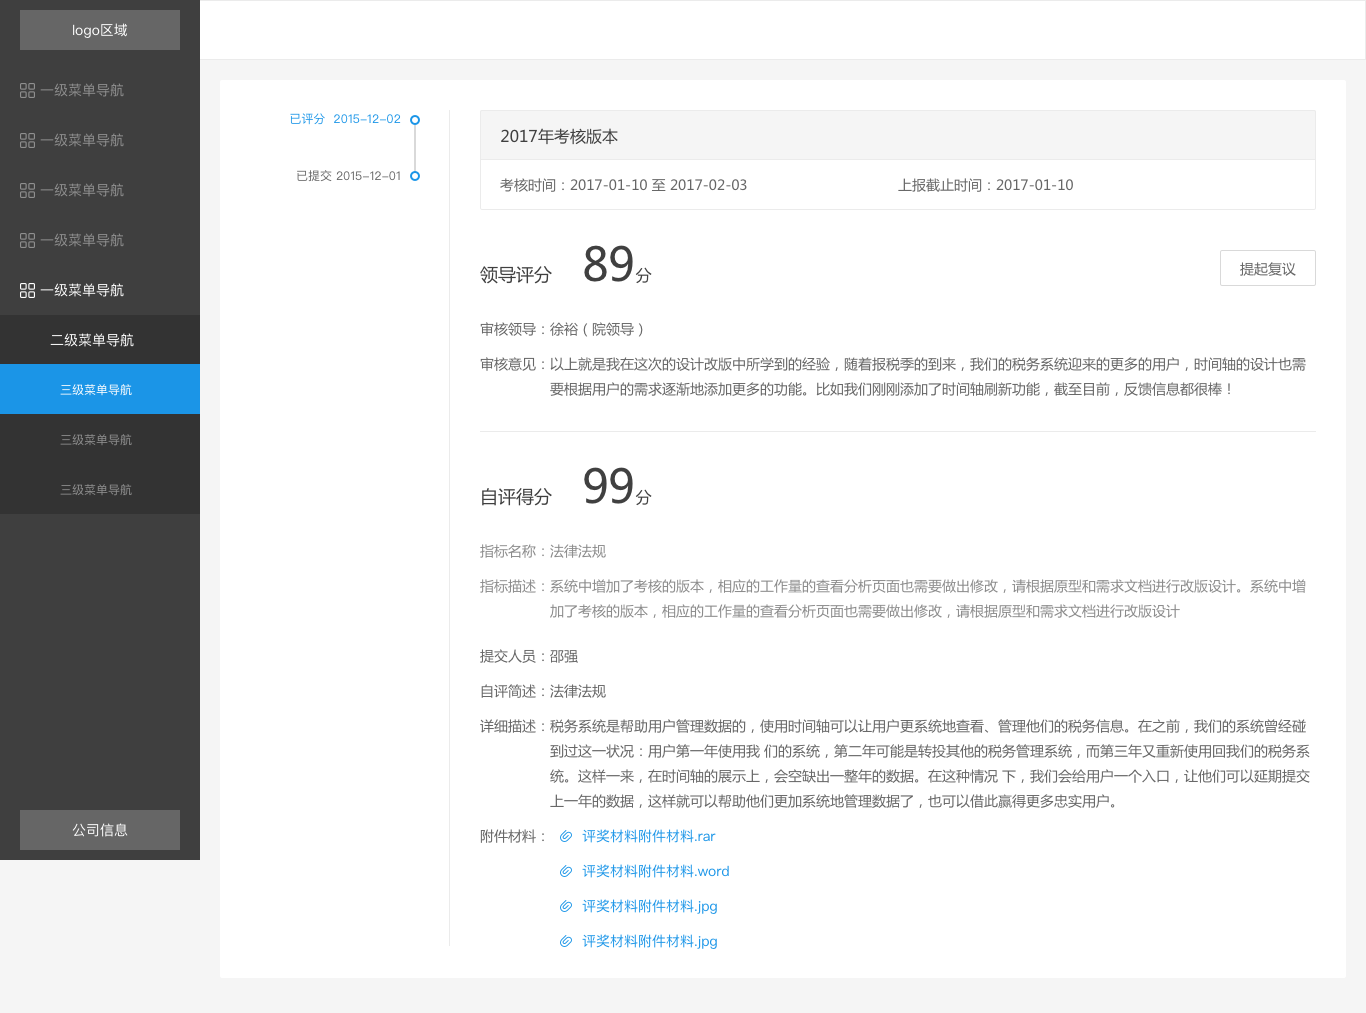 logo区域
一级菜单导航
一级菜单导航
一级菜单导航
一级菜单导航
一级菜单导航
二级菜单导航
三级菜单导航
三级菜单导航
三级菜单导航
公司信息
已评分 2015-12-02
已提交 2015-12-01
2017年考核版本
考核时间：2017-01-10 至 2017-02-03 上报截止时间：2017-01-10
领导评分 89分
提起复议
审核领导：徐裕（院领导）
审核意见：以上就是我在这次的设计改版中所学到的经验，随着报税季的到来，我们的税务系统迎来的更多的用户，时间轴的设计也需
要根据用户的需求逐渐地添加更多的功能。比如我们刚刚添加了时间轴刷新功能，截至目前，反馈信息都很棒！
自评得分 99分
指标名称：法律法规
指标描述：系统中增加了考核的版本，相应的工作量的查看分析页面也需要做出修改，请根据原型和需求文档进行改版设计。系统中增
加了考核的版本，相应的工作量的查看分析页面也需要做出修改，请根据原型和需求文档进行改版设计
提交人员：邵强
自评简述：法律法规
详细描述：税务系统是帮助用户管理数据的，使用时间轴可以让用户更系统地查看、管理他们的税务信息。在之前，我们的系统曾经碰
到过这一状况：用户第一年使用我 们的系统，第二年可能是转投其他的税务管理系统，而第三年又重新使用回我们的税务系
统。这样一来，在时间轴的展示上，会空缺出一整年的数据。在这种情况 下，我们会给用户一个入口，让他们可以延期提交
上一年的数据，这样就可以帮助他们更加系统地管理数据了，也可以借此赢得更多忠实用户。
附件材料： 评奖材料附件材料.rar
评奖材料附件材料.word
评奖材料附件材料.jpg
评奖材料附件材料.jpg